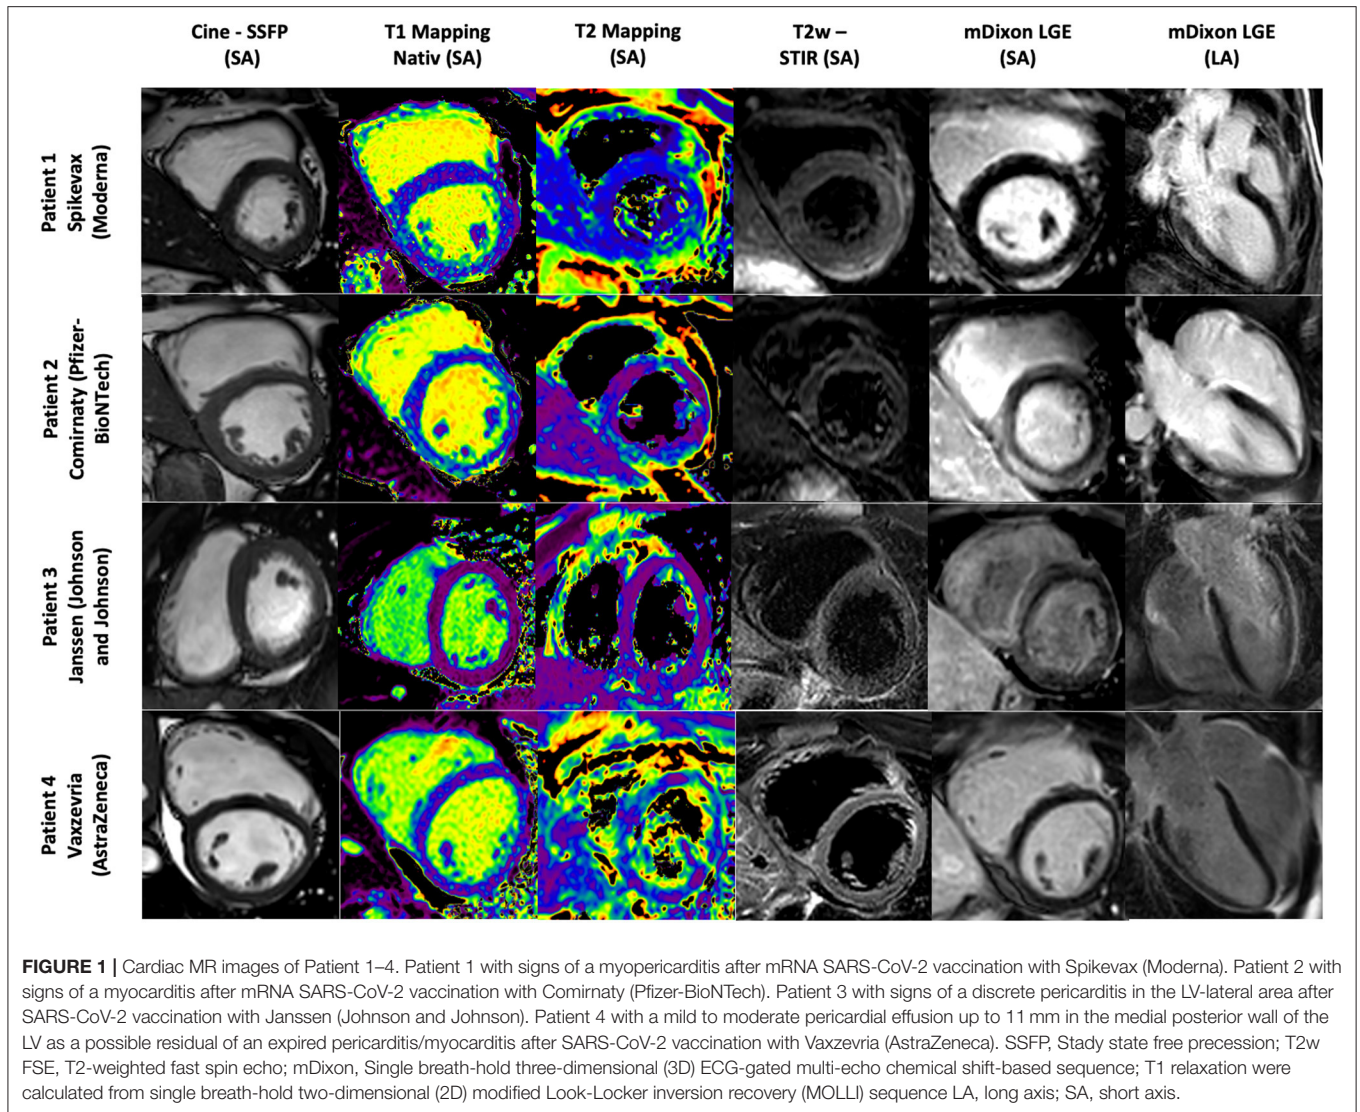 Cine - SSFP
(SA)
T1 Mapping
Nativ (SA)
T2 Mapping
(SA)
T2w –
STIR (SA)
mDixon LGE
(SA)
mDixon LGE
(LA)
Patient 1
Spikevax
(Moderna)
Patient 2
Comirnaty (Pfizer-
BioNTech)
Patient 3
Janssen (Johnson
and Johnson)
Patient 4
Vaxzevria
(AstraZeneca)
FIGURE 1 | Cardiac MR images of Patient 1–4. Patient 1 with signs of a myopericarditis after mRNA SARS-CoV-2 vaccination with Spikevax (Moderna). Patient 2 with
signs of a myocarditis after mRNA SARS-CoV-2 vaccination with Comirnaty (Pfizer-BioNTech). Patient 3 with signs of a discrete pericarditis in the LV-lateral area after
SARS-CoV-2 vaccination with Janssen (Johnson and Johnson). Patient 4 with a mild to moderate pericardial effusion up to 11 mm in the medial posterior wall of the
LV as a possible residual of an expired pericarditis/myocarditis after SARS-CoV-2 vaccination with Vaxzevria (AstraZeneca). SSFP, Stady state free precession; T2w
FSE, T2-weighted fast spin echo; mDixon, Single breath-hold three-dimensional (3D) ECG-gated multi-echo chemical shift-based sequence; T1 relaxation were
calculated from single breath-hold two-dimensional (2D) modified Look-Locker inversion recovery (MOLLI) sequence LA, long axis; SA, short axis.